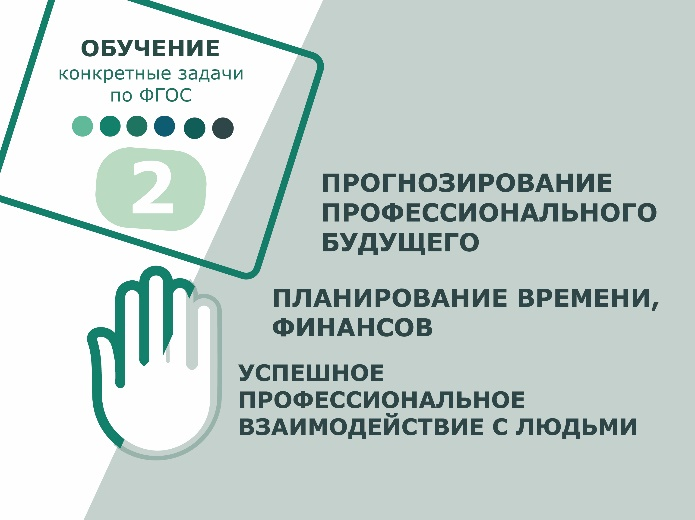 ОБУЧЕНИЕ
конкретные задачи
по ФГОС
2
ПРОГНОЗИРОВАНИЕ
ПРОФЕССИОНАЛЬНОГО
БУДУЩЕГО
ПЛАНИРОВАНИЕ ВРЕМЕНИ,
ФИНАНСОВ
УСПЕШНОЕ
ПРОФЕССИОНАЛЬНОЕ
ВЗАИМОДЕЙСТВИЕ С ЛЮДЬМИ